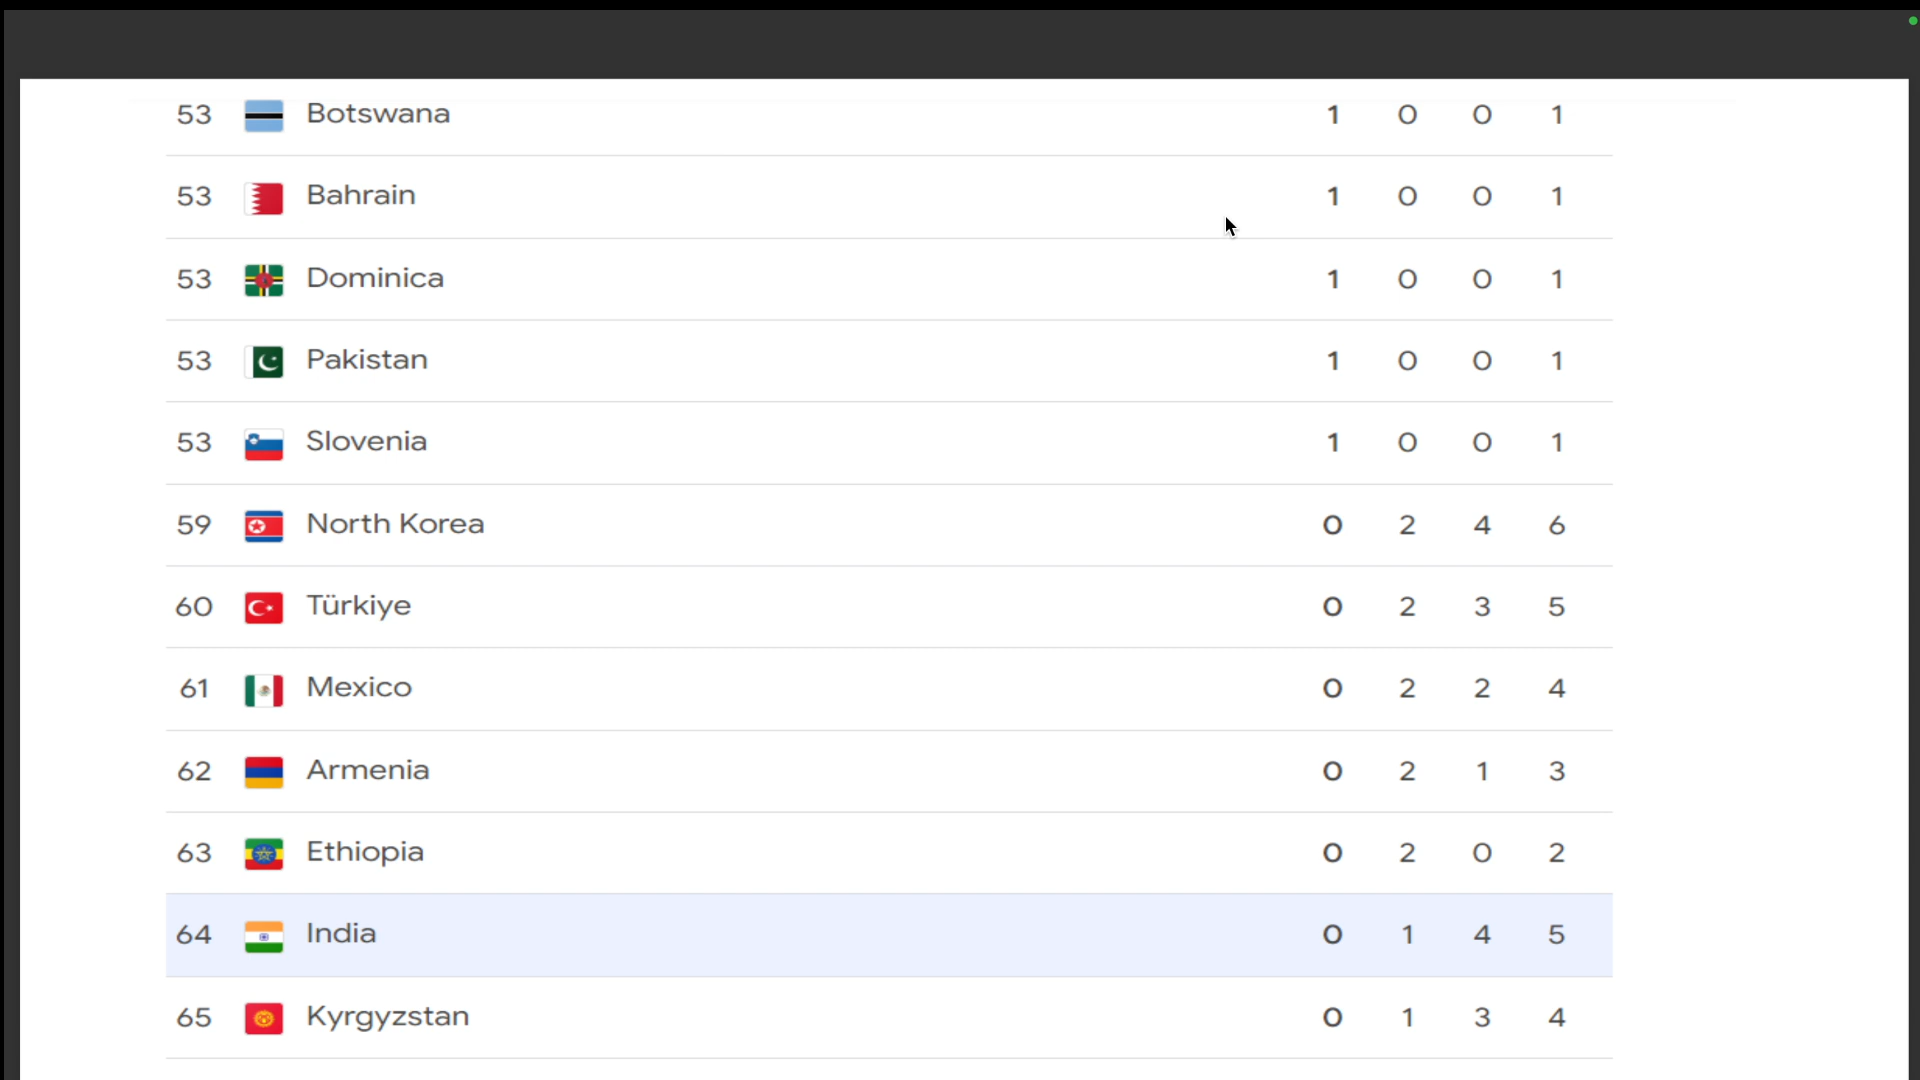 53 Botswana 1 0 0 1
53 Bahrain 1 0 0 1
53 Dominica 1 0 0 1
53 Pakistan 1 0 0 1
53 Slovenia 1 0 0 1
59 North Korea 0 2 4 6
60 Türkiye 0 2 3 5
61 Mexico 0 2 2 4
62 Armenia 0 2 1 3
63 Ethiopia 0 2 0 2
64 India 0 1 4 5
65 Kyrgyzstan 0 1 3 4